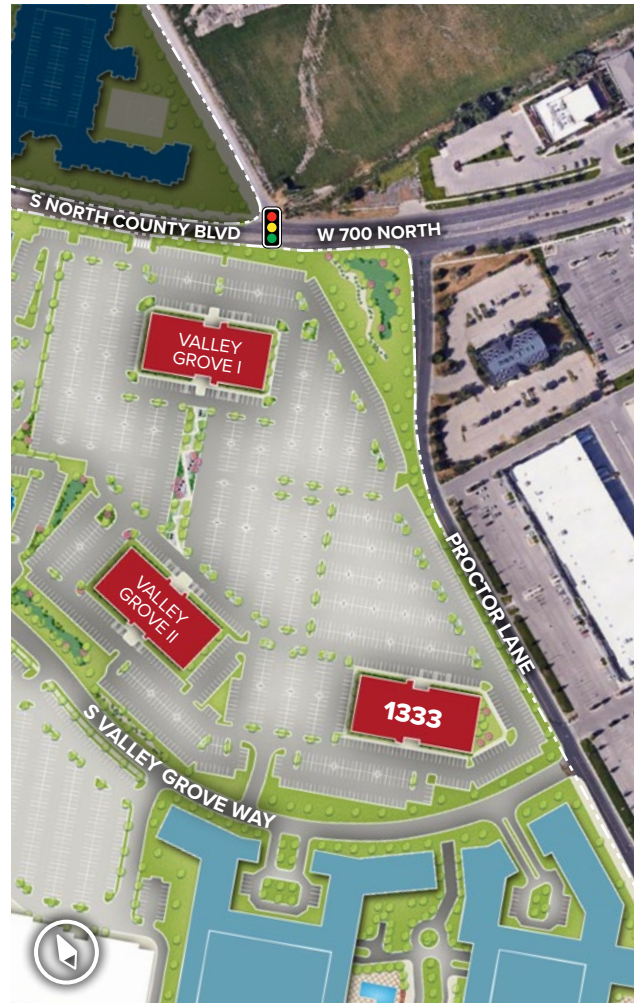 S NORTH COUNTY BLVD
W 700 NORTH
VALLEY
GROVE I
PROCTOR LANE
VALLEY
GROVE II
1333
S VALLEY GROVE WAY